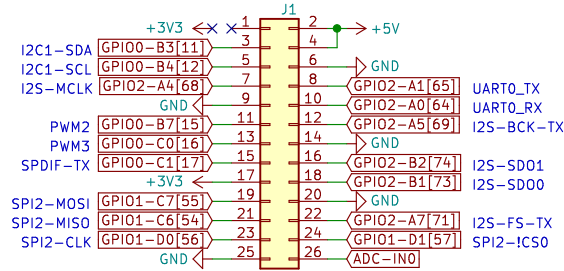 J1
+3V3 1 2 +5V
I2C1-SDA GPIO0-B3[11] 3 4
I2C1-SCL GPIO0-B4[12] 5 6 GND
I2S-MCLK GPIO2-A4[68] 7 8 GPIO2-A1[65] UART0_TX
GND 9 10 GPIO2-A0[64] UART0_RX
PWM2 GPIO0-B7[15] 11 12 GPIO2-A5[69] I2S-BCK-TX
PWM3 GPIO0-C0[16] 13 14 GND
SPDIF-TX GPIO0-C1[17] 15 16 GPIO2-B2[74] I2S-SDO1
+3V3 17 18 GPIO2-B1[73] I2S-SDO0
SPI2-MOSI GPIO1-C7[55] 19 20 GND
SPI2-MISO GPIO1-C6[54] 21 22 GPIO2-A7[71] I2S-FS-TX
SPI2-CLK GPIO1-D0[56] 23 24 GPIO1-D1[57] SPI2-!CS0
GND 25 26 ADC-IN0